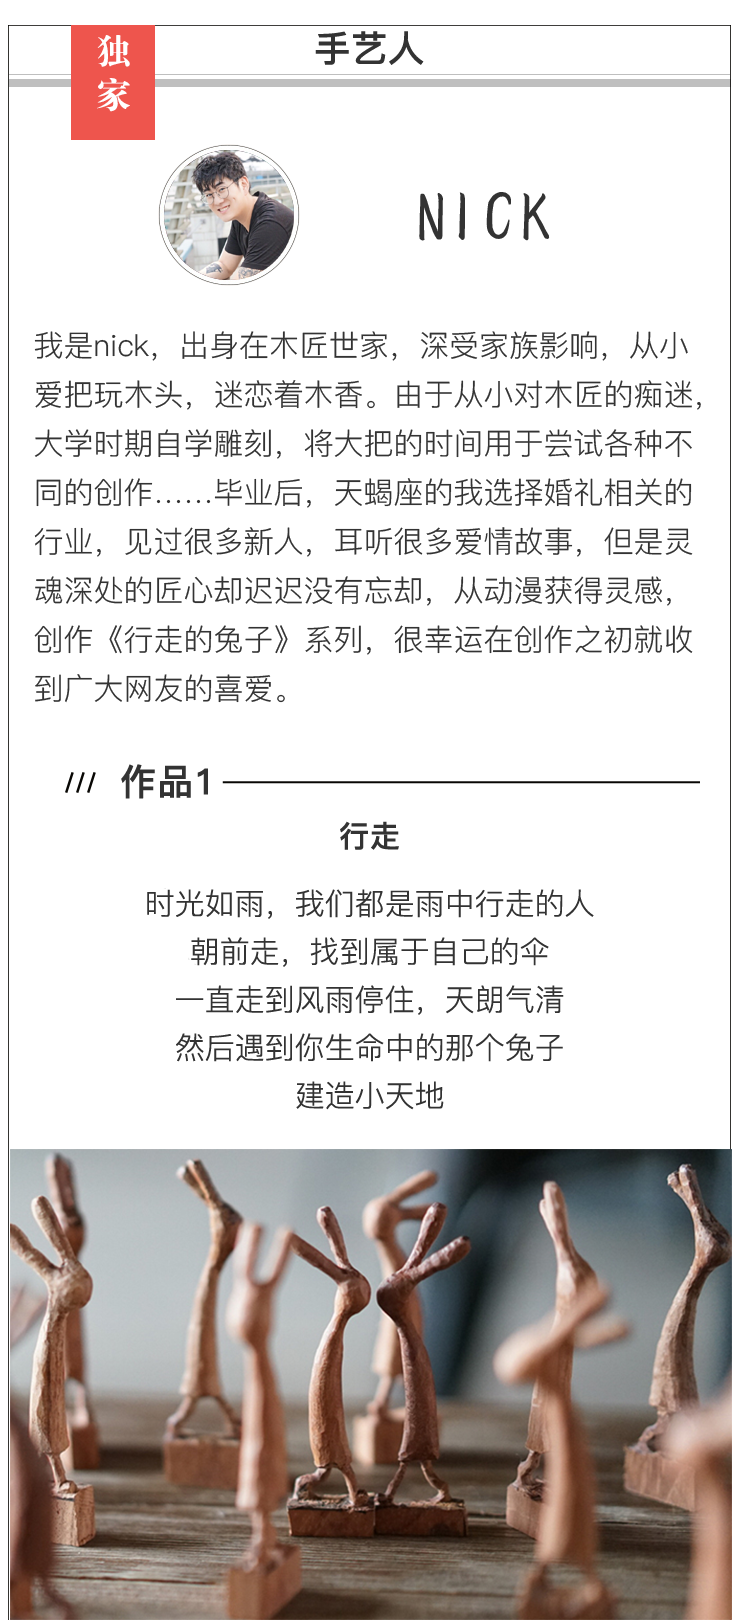 独
家
手艺人
NICK
我是nick，出身在木匠世家，深受家族影响，从小
爱把玩木头，迷恋着木香。由于从小对木匠的痴迷，
大学时期自学雕刻，将大把的时间用于尝试各种不
同的创作……毕业后，天蝎座的我选择婚礼相关的
行业，见过很多新人，耳听很多爱情故事，但是灵
魂深处的匠心却迟迟没有忘却，从动漫获得灵感，
创作《行走的兔子》系列，很幸运在创作之初就收
到广大网友的喜爱。
/// 作品1
行走
时光如雨，我们都是雨中行走的人
朝前走，找到属于自己的伞
一直走到风雨停住，天朗气清
然后遇到你生命中的那个兔子
建造小天地